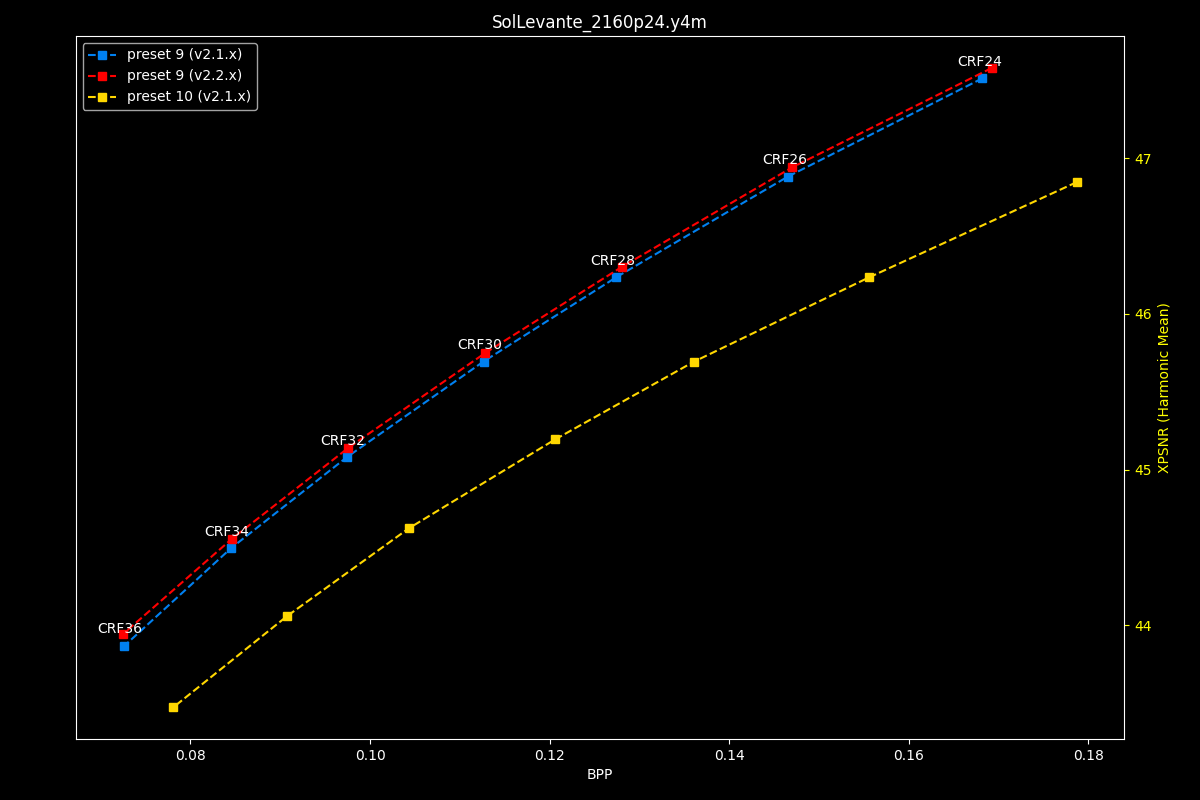 SolLevante_2160p24.y4m
preset 9 (v2.1.x)
preset 9 (v2.2.x)
preset 10 (v2.1.x)
CRF24
CRF26
CRF28
CRF30
CRF32
CRF34
CRF36
47
46
45
44
XPSNR (Harmonic Mean)
0.08
0.10
0.12
0.14
0.16
0.18
BPP